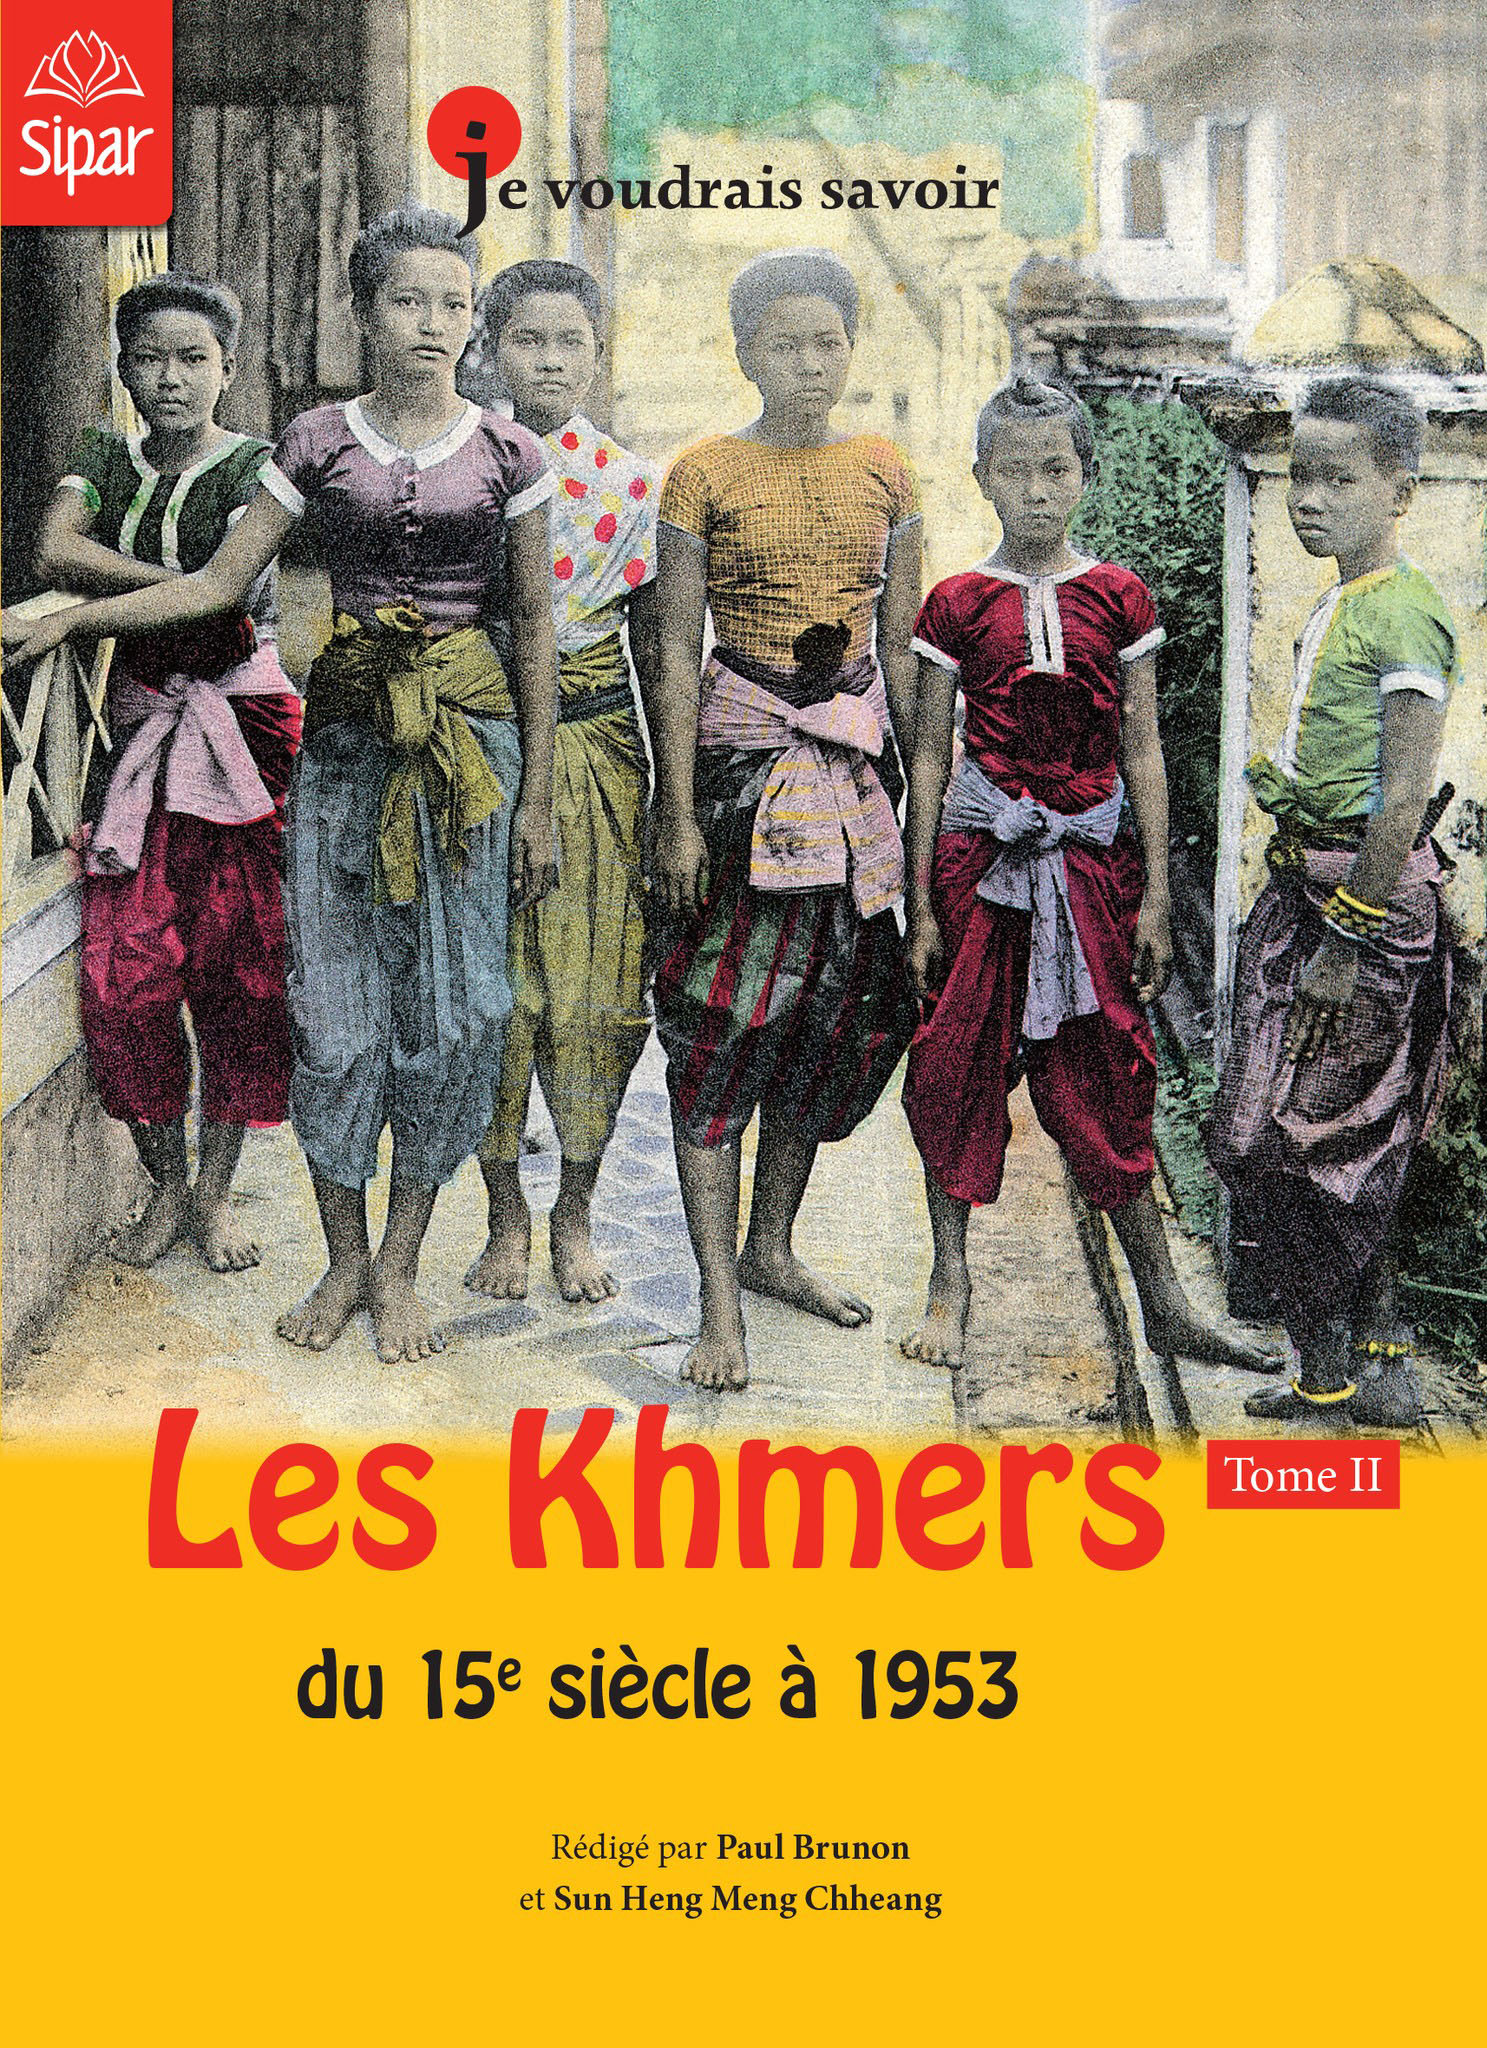 Sipar
je voudrais savoir
Les Khmers
Tome II
du 15e siècle à 1953
Rédigé par Paul Brunon
et Sun Heng Meng Chheang